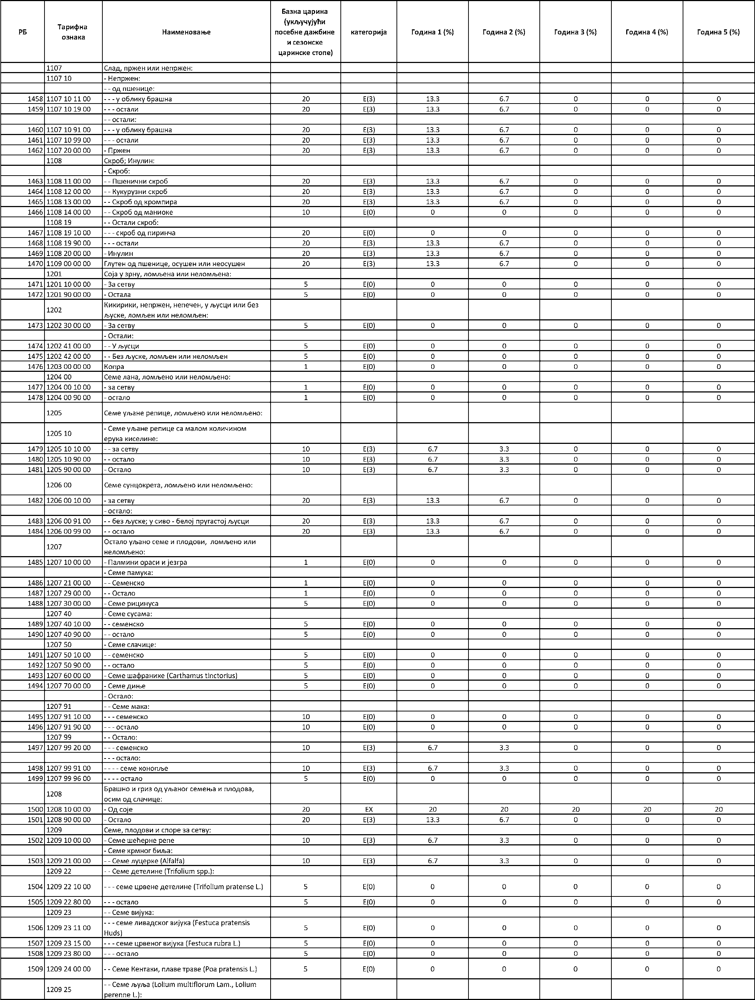 РБ Тарифна ознака Наименовање Базна царина (укључујући посебне дажбине и сезонске царинске стопе) категорија Година 1 (%) Година 2 (%) Година 3 (%) Година 4 (%) Година 5 (%)
1107 Слад, пржен или непржен:
1107 10 - Непржен:
- - од пшенице:
1458 1107 10 11 00 - - - у облику брашна 20 E(3) 13.3 6.7 0 0 0
1459 1107 10 19 00 - - - остали 20 E(3) 13.3 6.7 0 0 0
- - остали:
1460 1107 10 91 00 - - - у облику брашна 20 E(3) 13.3 6.7 0 0 0
1461 1107 10 99 00 - - - остали 20 E(3) 13.3 6.7 0 0 0
1462 1107 20 00 00 - Пржен 20 E(3) 13.3 6.7 0 0 0
1108 Скроб; Инулин:
- Скроб:
1463 1108 11 00 00 - - Пшенични скроб 20 E(3) 13.3 6.7 0 0 0
1464 1108 12 00 00 - - Кукурузни скроб 20 E(3) 13.3 6.7 0 0 0
1465 1108 13 00 00 - - Скроб од кромпира 20 E(3) 13.3 6.7 0 0 0
1466 1108 14 00 00 - - Скроб од маниоке 10 E(0) 0 0 0 0 0
1108 19 - - Остали скроб:
1467 1108 19 10 00 - - - скроб од пиринча 20 E(0) 0 0 0 0 0
1468 1108 19 90 00 - - - остали 20 E(3) 13.3 6.7 0 0 0
1469 1108 20 00 00 - Инулин 20 E(3) 13.3 6.7 0 0 0
1470 1109 00 00 00 Глутен од пшенице, осушен или неосушен 20 E(3) 13.3 6.7 0 0 0
1201 Соја у зрну, ломљена или неломљена:
1471 1201 10 00 00 - За сетву 5 E(0) 0 0 0 0 0
1472 1201 90 00 00 - Остала 5 E(0) 0 0 0 0 0
1202 Кикирики, непржен, непечен, у љусци или без
љуске, ломљен или неломљен:
1473 1202 30 00 00 - За сетву 5 E(0) 0 0 0 0 0
- Остали:
1474 1202 41 00 00 - - У љусци 5 E(0) 0 0 0 0 0
1475 1202 42 00 00 - - Без љуске, ломљен или неломљен 5 E(0) 0 0 0 0 0
1476 1203 00 00 00 Копра 1 E(0) 0 0 0 0 0
1204 00 Семе лана, ломљено или неломљено:
1477 1204 00 10 00 - за сетву 1 E(0) 0 0 0 0 0
1478 1204 00 90 00 - остало 1 E(0) 0 0 0 0 0
1205 Семе уљане репице, ломљено или неломљено:
1205 10 - Семе уљане репице са малом количином
ерука киселине:
1479 1205 10 10 00 - - за сетву 10 E(3) 6.7 3.3 0 0 0
1480 1205 10 90 00 - - остало 10 E(3) 6.7 3.3 0 0 0
1481 1205 90 00 00 - Остало 10 E(3) 6.7 3.3 0 0 0
1206 00 Семе сунцокрета, ломљено или неломљено:
1482 1206 00 10 00 - за сетву 20 E(3) 13.3 6.7 0 0 0
- остало:
1483 1206 00 91 00 - - без љуске; у сиво - белој пругастој љусци 20 E(3) 13.3 6.7 0 0 0
1484 1206 00 99 00 - - остало 20 E(3) 13.3 6.7 0 0 0
1207 Остало уљано семе и плодови, ломљено или
неломљено:
1485 1207 10 00 00 - Палмини ораси и језгра 1 E(0) 0 0 0 0 0
- Семе памука:
1486 1207 21 00 00 - - Семенско 1 E(0) 0 0 0 0 0
1487 1207 29 00 00 - - Остало 1 E(0) 0 0 0 0 0
1488 1207 30 00 00 - Семе рицинуса 5 E(0) 0 0 0 0 0
1207 40 - Семе сусама:
1489 1207 40 10 00 - - семенско 5 E(0) 0 0 0 0 0
1490 1207 40 90 00 - - остало 5 E(0) 0 0 0 0 0
1207 50 - Семе слачице:
1491 1207 50 10 00 - - семенско 5 E(0) 0 0 0 0 0
1492 1207 50 90 00 - - остало 5 E(0) 0 0 0 0 0
1493 1207 60 00 00 - Семе шафранике (Carthamus tinctorius) 5 E(0) 0 0 0 0 0
1494 1207 70 00 00 - Семе диње 5 E(0) 0 0 0 0 0
- Остало:
1207 91 - - Семе мака:
1495 1207 91 10 00 - - - семенско 10 E(0) 0 0 0 0 0
1496 1207 91 90 00 - - - остало 10 E(0) 0 0 0 0 0
1207 99 - - Остало:
1497 1207 99 20 00 - - - семенско 10 E(3) 6.7 3.3 0 0 0
- - - остало:
1498 1207 99 91 00 - - - - семе конопље 10 E(3) 6.7 3.3 0 0 0
1499 1207 99 96 00 - - - - остало 5 E(0) 0 0 0 0 0
1208 Брашно и гриз од уљаног семења и плодова,
осим од слачице:
1500 1208 10 00 00 - Од соје 20 EX 20 20 20 20 20
1501 1208 90 00 00 - Остало 20 E(3) 13.3 6.7 0 0 0
1209 Семе, плодови и споре за сетву:
1502 1209 10 00 00 - Семе шећерне репе 10 E(3) 6.7 3.3 0 0 0
- Семе крмног биља:
1503 1209 21 00 00 - - Семе луцерке (Alfalfa) 10 E(3) 6.7 3.3 0 0 0
1209 22 - - Семе детелине (Trifolium spp.):
1504 1209 22 10 00 - - - семе црвене детелине (Trifolium pratense L.) 5 E(0) 0 0 0 0 0
1505 1209 22 80 00 - - - остало 5 E(0) 0 0 0 0 0
1209 23 - - Семе вијука:
1506 1209 23 11 00 - - - семе ливадског вијука (Festuca pratensis
Huds) 5 E(0) 0 0 0 0 0
1507 1209 23 15 00 - - - семе црвеног вијука (Festuca rubra L.) 5 E(0) 0 0 0 0 0
1508 1209 23 80 00 - - - остало 5 E(0) 0 0 0 0 0
1509 1209 24 00 00 - - Семе Кентаки, плаве траве (Poa pratensis L.) 5 E(0) 0 0 0 0 0
1209 25 - - Семе љуља (Lolium multiflorum Lam., Lolium
perenne L.):